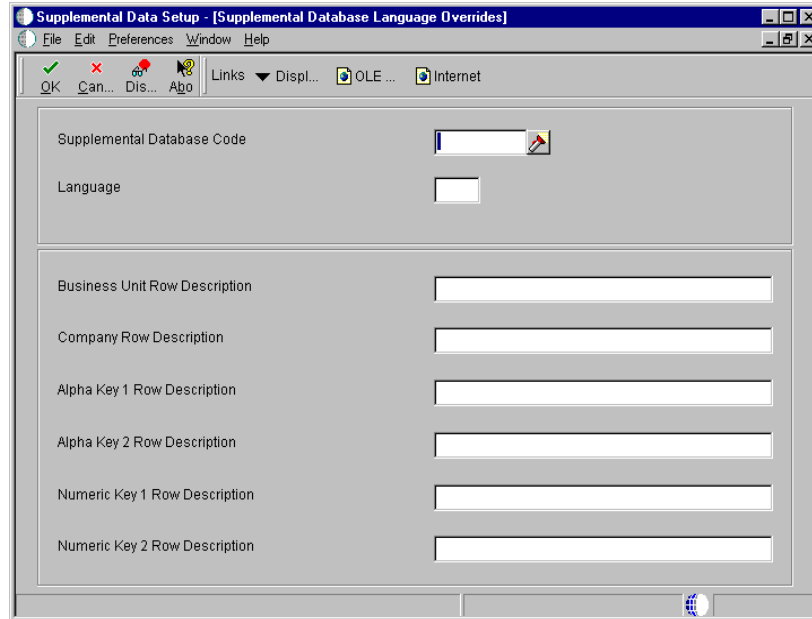 Supplemental Data Setup - [Supplemental Database Language Overrides]
File Edit Preferences Window Help
OK Can... Dis... Abo Links Displ... OLE ... Internet
Supplemental Database Code
Language
Business Unit Row Description
Company Row Description
Alpha Key 1 Row Description
Alpha Key 2 Row Description
Numeric Key 1 Row Description
Numeric Key 2 Row Description